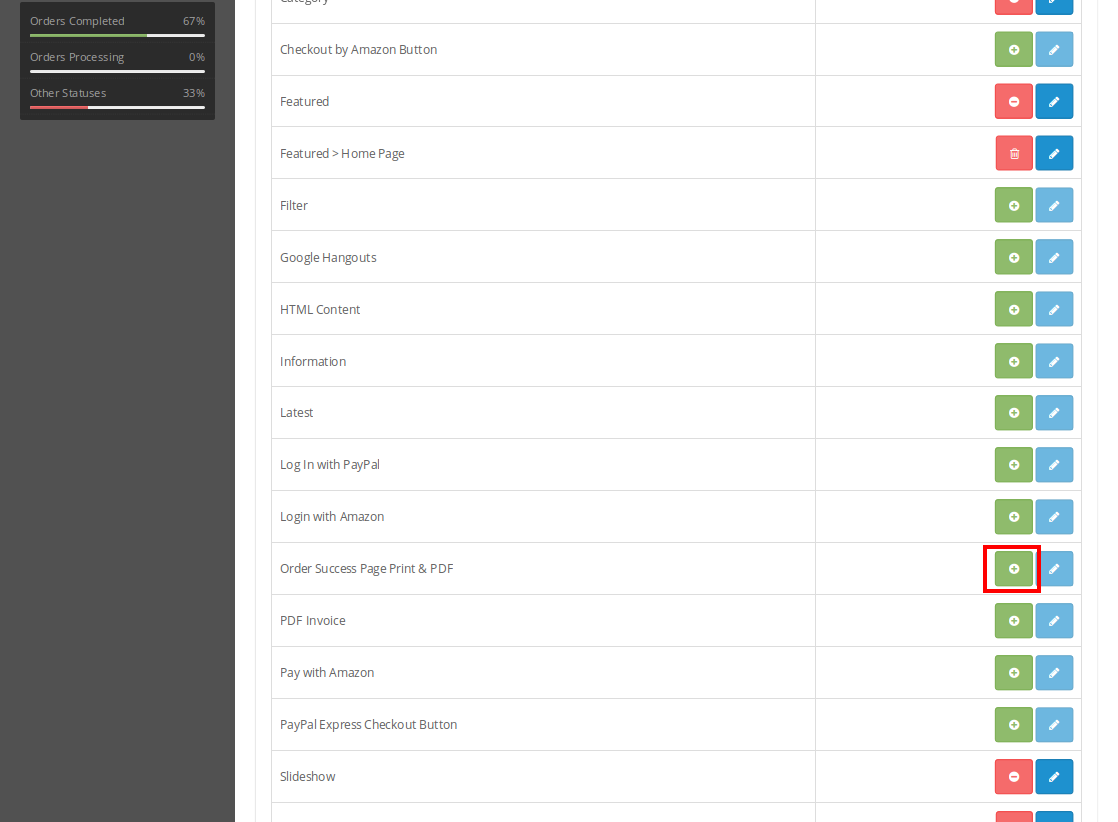 Orders Completed 67%
Orders Processing 0%
Other Statuses 33%
Category
Checkout by Amazon Button
Featured
Featured > Home Page
Filter
Google Hangouts
HTML Content
Information
Latest
Log In with PayPal
Login with Amazon
Order Success Page Print & PDF
PDF Invoice
Pay with Amazon
PayPal Express Checkout Button
Slideshow